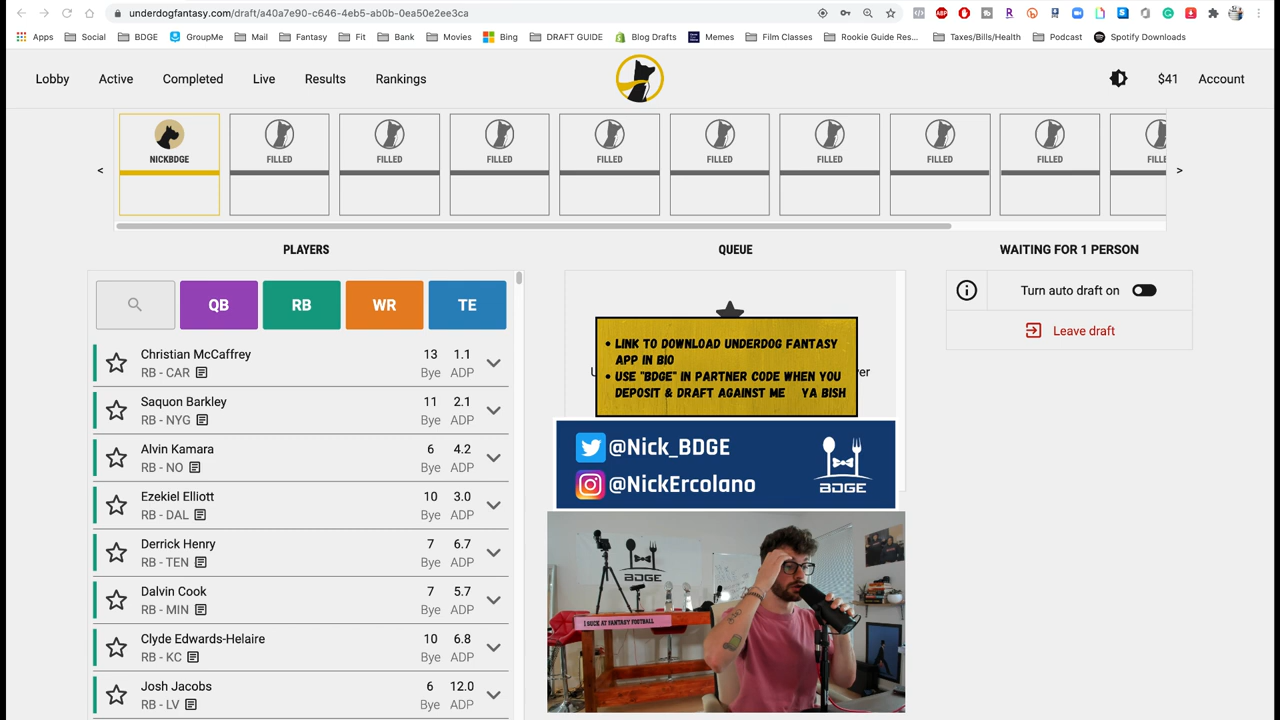 underdogfantasy.com/draft/a40a7e90-c646-4eb5-ab0b-0ea50e2ee3ca
Apps Social BDGE GroupMe Mail Fantasy Fit Bank Movies Bing DRAFT GUIDE Blog Drafts Memes Film Classes Rookie Guide Res... Taxes/Bills/Health Podcast Spotify Downloads
Lobby Active Completed Live Results Rankings $41 Account
NICKBDGE FILLED FILLED FILLED FILLED FILLED FILLED FILLED FILLED FILLE
< >
PLAYERS QUEUE WAITING FOR 1 PERSON
QB RB WR TE
Turn auto draft on
Leave draft
Christian McCaffrey 13 1.1
RB - CAR Bye ADP
Saquon Barkley 11 2.1
RB - NYG Bye ADP
Alvin Kamara 6 4.2
RB - NO Bye ADP
Ezekiel Elliott 10 3.0
RB - DAL Bye ADP
Derrick Henry 7 6.7
RB - TEN Bye ADP
Dalvin Cook 7 5.7
RB - MIN Bye ADP
Clyde Edwards-Helaire 10 6.8
RB - KC Bye ADP
Josh Jacobs 6 12.0
RB - LV Bye ADP
• LINK TO DOWNLOAD UNDERDOG FANTASY
APP IN BIO
• USE "BDGE" IN PARTNER CODE WHEN YOU
DEPOSIT & DRAFT AGAINST ME YA BISH
@Nick_BDGE
@NickErcolano
BDGE
BDGE
I SUCK AT FANTASY FOOTBALL